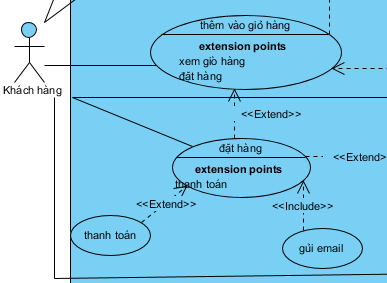 thêm vào giỏ hàng
extension points
xem giỏ hàng
đặt hàng
Khách hàng
<<Extend>>
đặt hàng
<<Extend>>
extension points
thanh toán
<<Extend>>
<<Include>>
thanh toán
gủi email